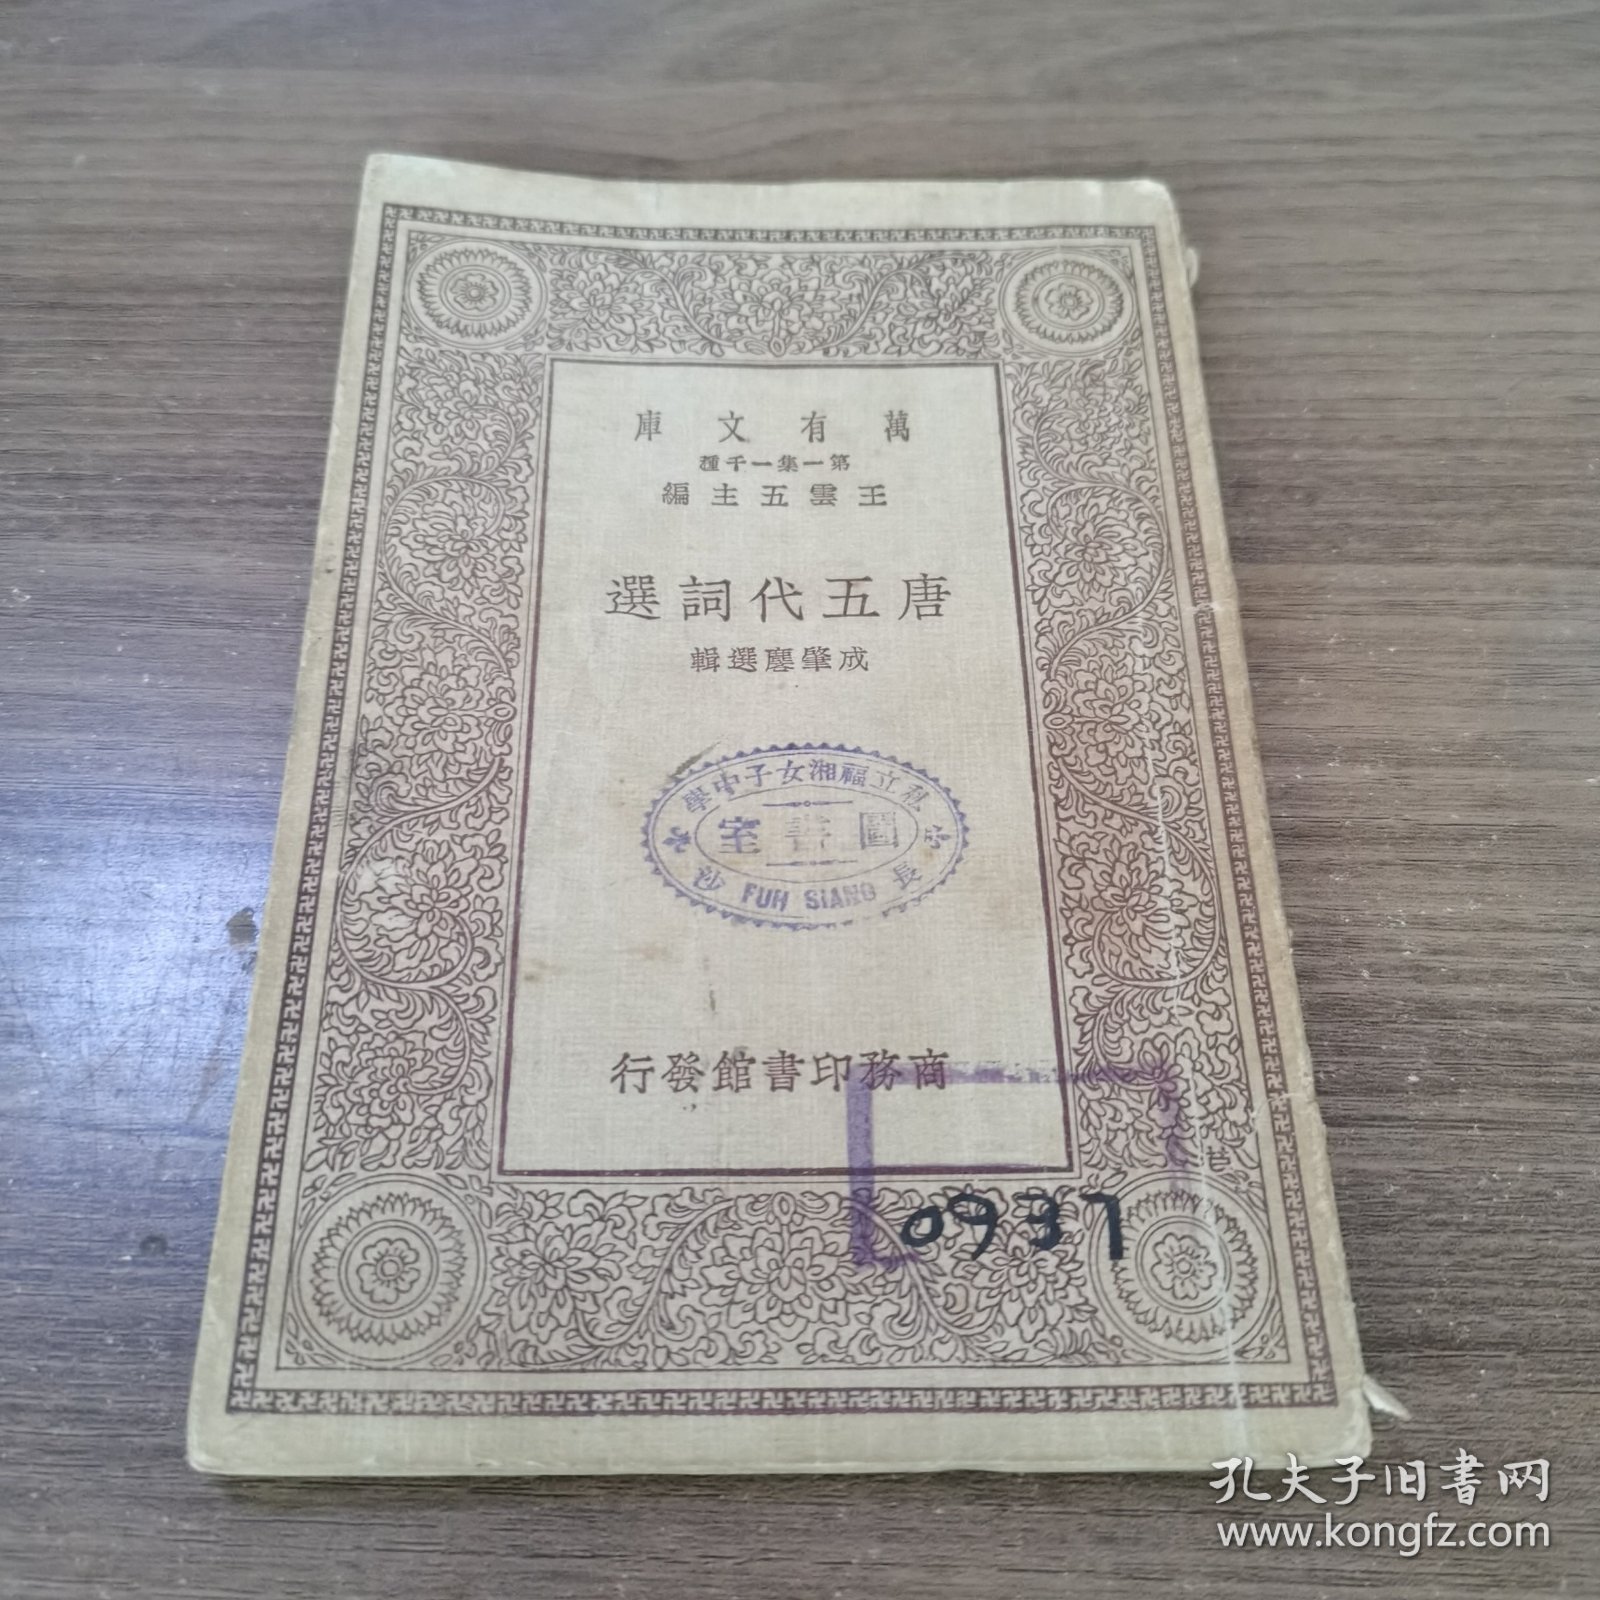 萬有文庫
第一集一千種
王雲五主編
唐五代詞選
成肇麐選輯
私立福湘女子中學
圖書室
長沙
FUH SIANG
商務印書館發行
0937
孔夫子旧書网
www.kongfz.com